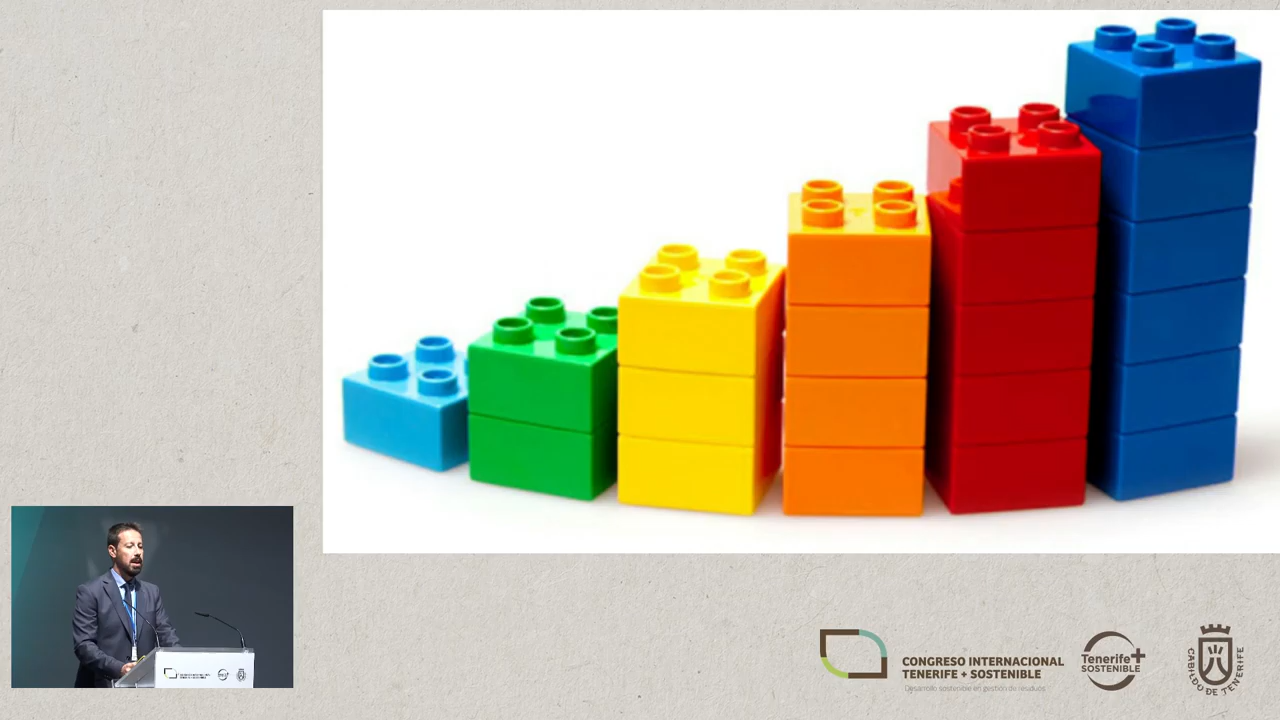 CONGRESO INTERNACIONAL
TENERIFE + SOSTENIBLE
Desarrollo sostenible en gestión de residuos
Tenerife+
SOSTENIBLE
CABILDO DE TENERIFE